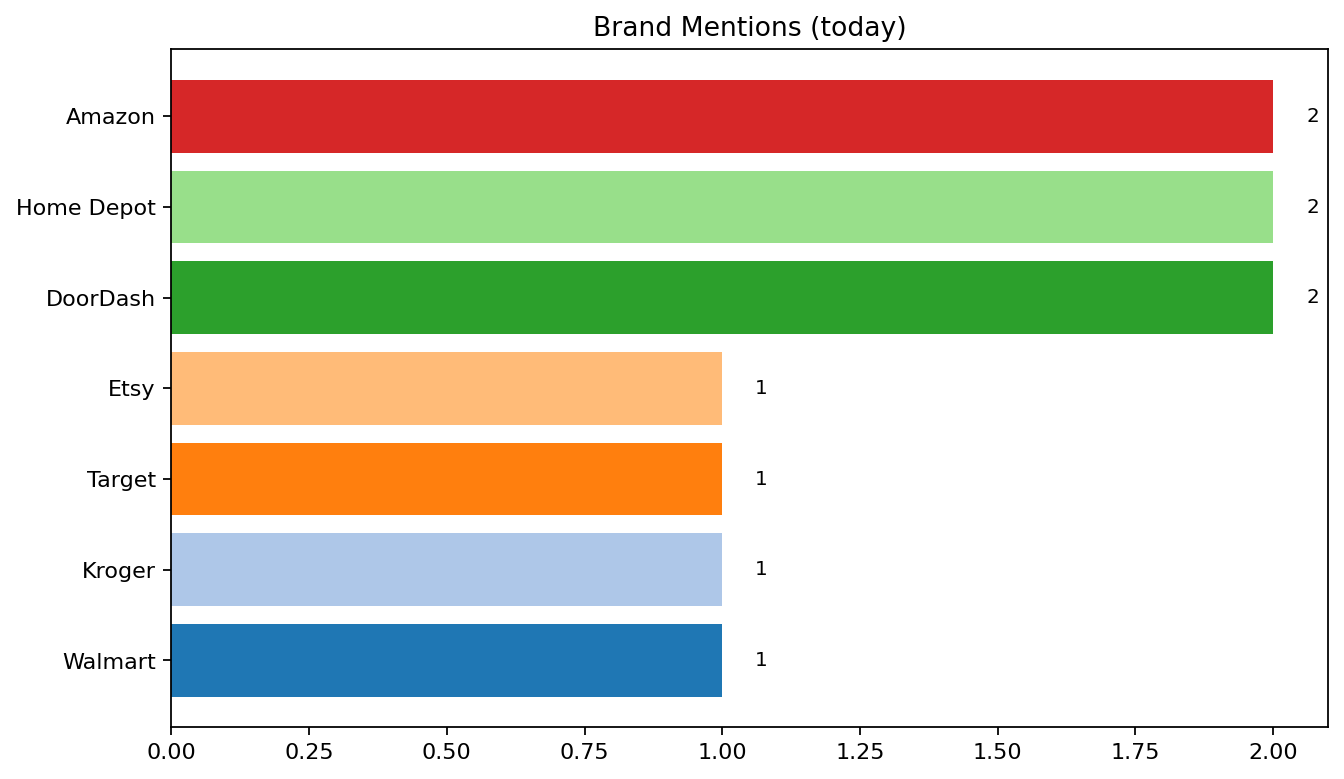 Brand Mentions (today)
Amazon 2
Home Depot 2
DoorDash 2
Etsy 1
Target 1
Kroger 1
Walmart 1
0.00 0.25 0.50 0.75 1.00 1.25 1.50 1.75 2.00